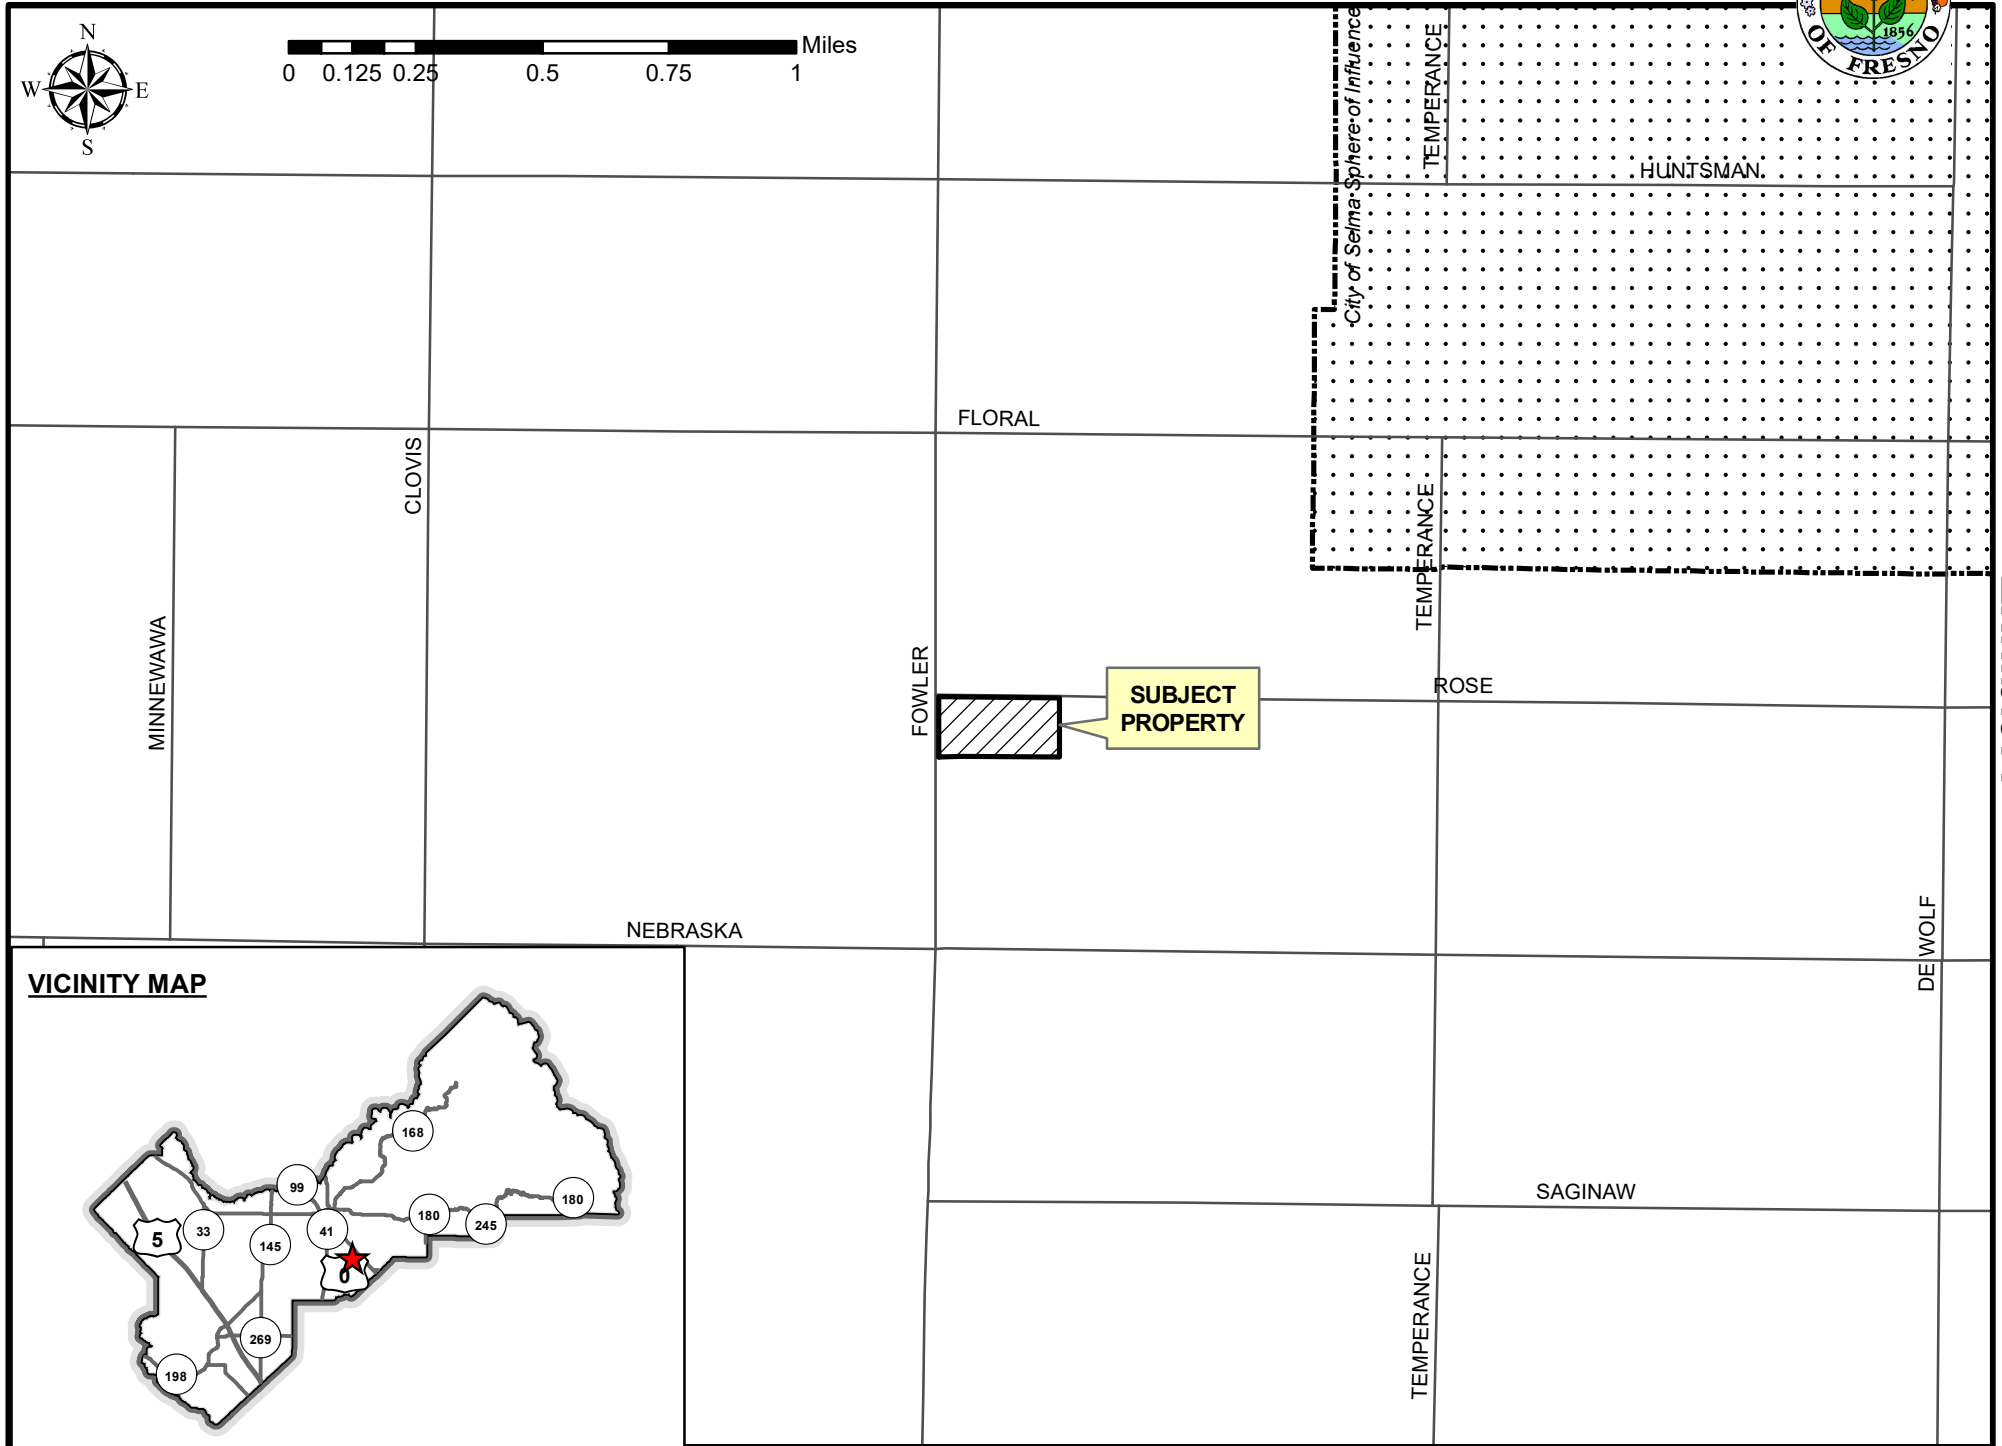 N
W E
S
Miles
0 0.125 0.25 0.5 0.75 1
1856
OF FRESNO
City of Selma Sphere of Influence
TEMPERANCE
HUNTSMAN
FLORAL
CLOVIS
TEMPERANCE
MINNEWAWA
FOWLER
SUBJECT
PROPERTY
ROSE
NEBRASKA
DE WOLF
VICINITY MAP
168
99
180
180
245
33
41
5
145
0
269
198
SAGINAW
TEMPERANCE